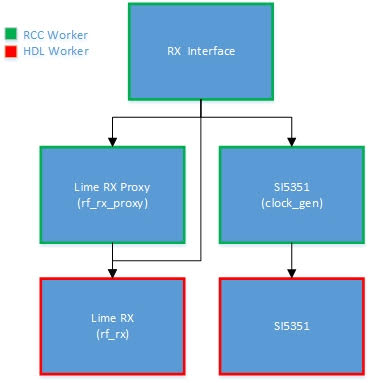 RCC Worker
HDL Worker
RX Interface
Lime RX Proxy
(rf_rx_proxy)
SI5351
(clock_gen)
Lime RX
(rf_rx)
SI5351